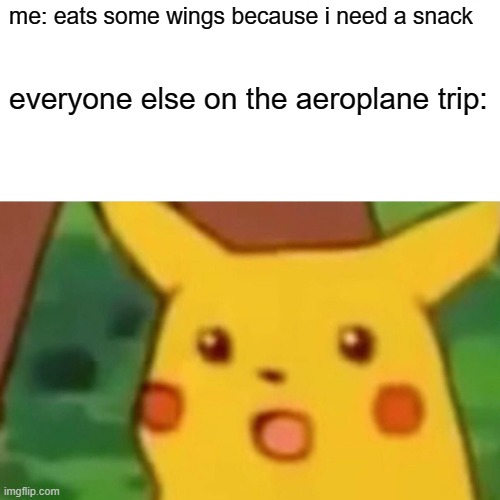 me: eats some wings because i need a snack
everyone else on the aeroplane trip:
imgflip.com